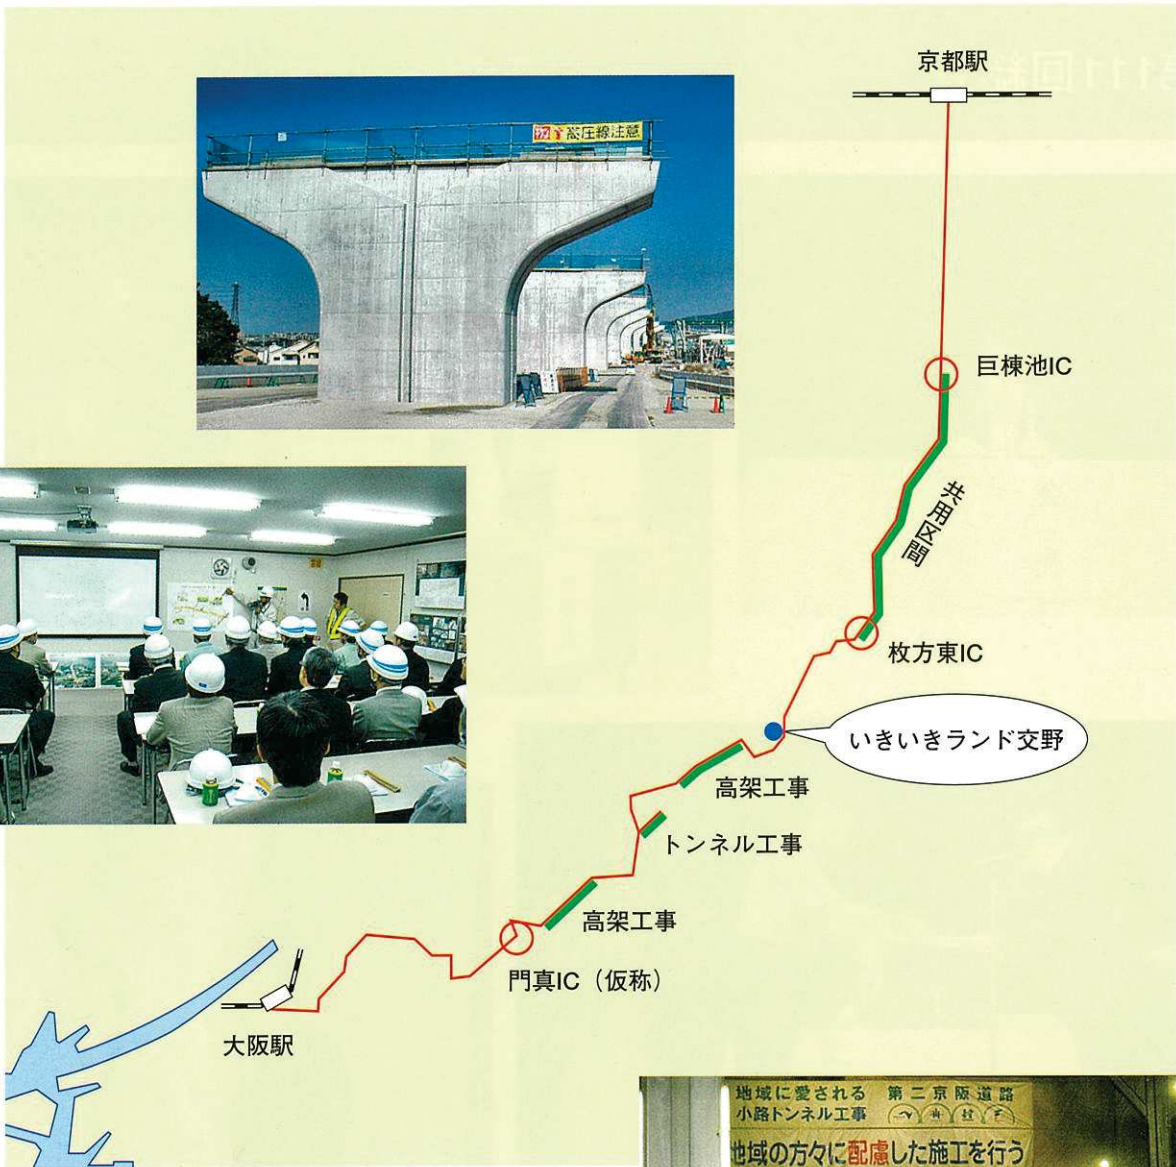 京都駅
高圧線注意
巨椋池IC
共用区間
枚方東IC
いきいきランド交野
高架工事
トンネル工事
高架工事
門真IC（仮称）
大阪駅
地域に愛される 第二京阪道路
小路トンネル工事
地域の方々に配慮した施工を行う